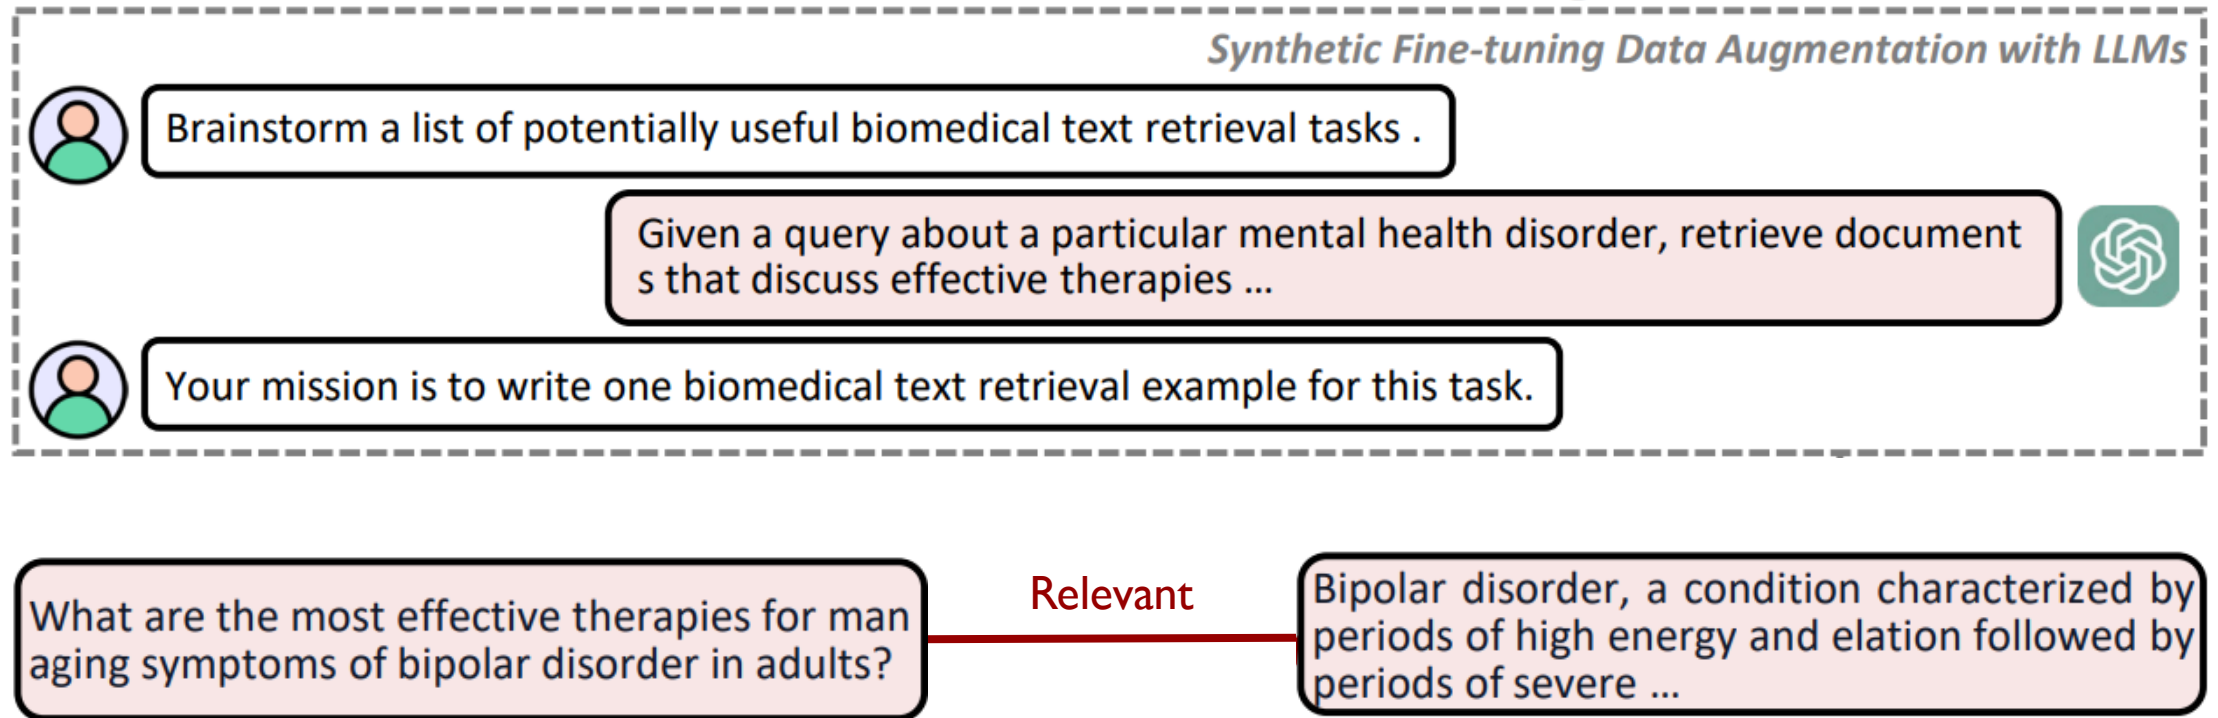 Synthetic Fine-tuning Data Augmentation with LLMs
Brainstorm a list of potentially useful biomedical text retrieval tasks .
Given a query about a particular mental health disorder, retrieve document
s that discuss effective therapies ...
Your mission is to write one biomedical text retrieval example for this task.
What are the most effective therapies for man
aging symptoms of bipolar disorder in adults?
Relevant
Bipolar disorder, a condition characterized by
periods of high energy and elation followed by
periods of severe ...